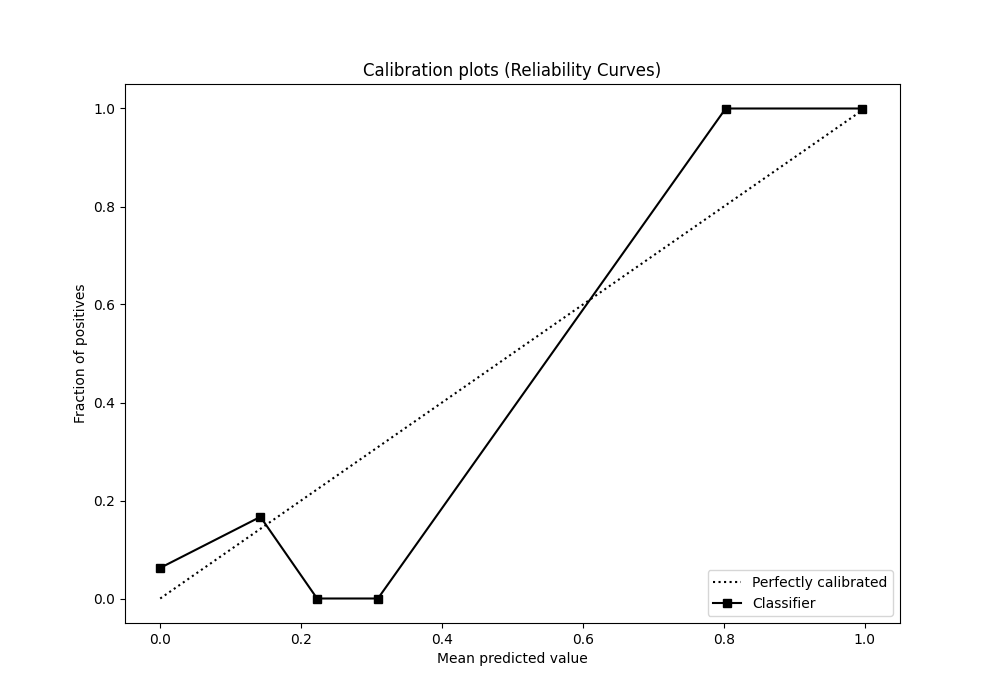 Calibration plots (Reliability Curves)
Fraction of positives
1.0
0.8
0.6
0.4
0.2
0.0
0.0 0.2 0.4 0.6 0.8 1.0
Mean predicted value
Perfectly calibrated
Classifier